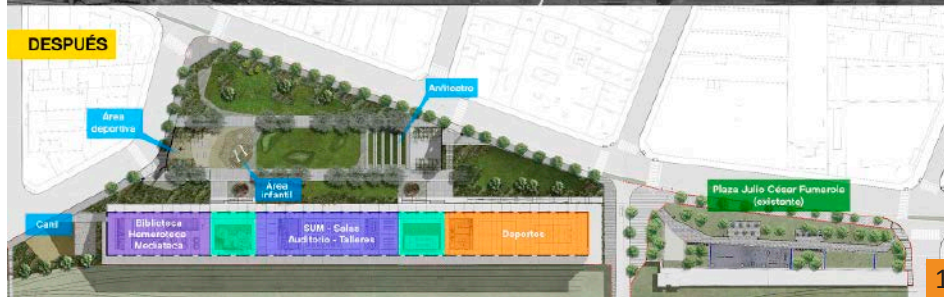 DESPUÉS
Anfiteatro
Área
deportiva
Área
infantil
Plaza Julio César Fumarola
(existente)
Canil
Biblioteca
Hemeroteca
Mediateca
SUM - Salas
Auditorio - Talleres
Deportes
1